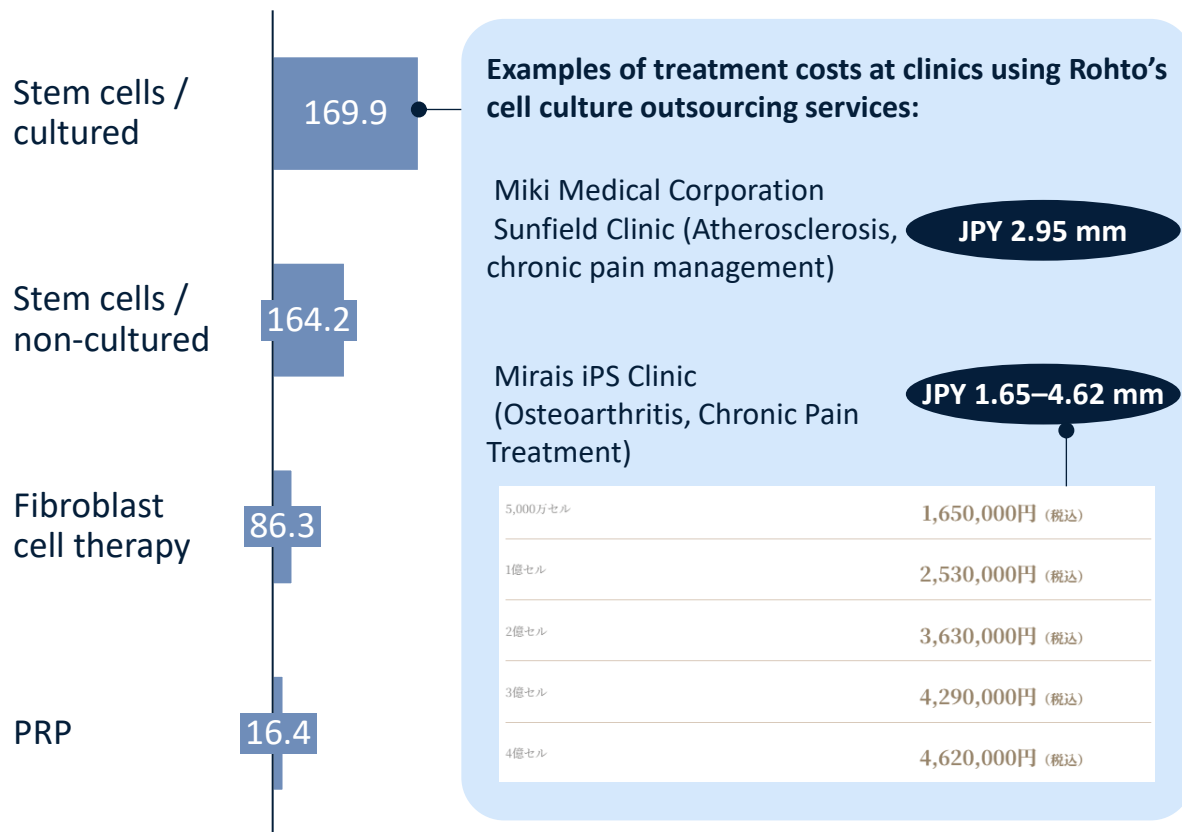 Stem cells /
cultured
169.9
Stem cells /
non-cultured
164.2
Fibroblast
cell therapy
86.3
PRP
16.4
Examples of treatment costs at clinics using Rohto’s
cell culture outsourcing services:
Miki Medical Corporation
Sunfield Clinic (Atherosclerosis,
chronic pain management)
JPY 2.95 mm
Mirais iPS Clinic
(Osteoarthritis, Chronic Pain
Treatment)
JPY 1.65–4.62 mm
5,000万セル 1,650,000円（税込）
1億セル 2,530,000円（税込）
2億セル 3,630,000円（税込）
3億セル 4,290,000円（税込）
4億セル 4,620,000円（税込）